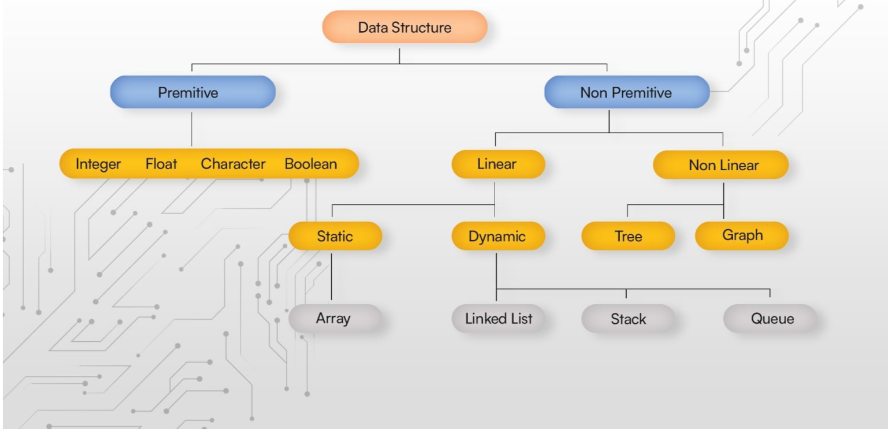 Data Structure
Premitive
Non Premitive
Integer Float Character Boolean
Linear
Non Linear
Static
Dynamic
Tree
Graph
Array
Linked List
Stack
Queue